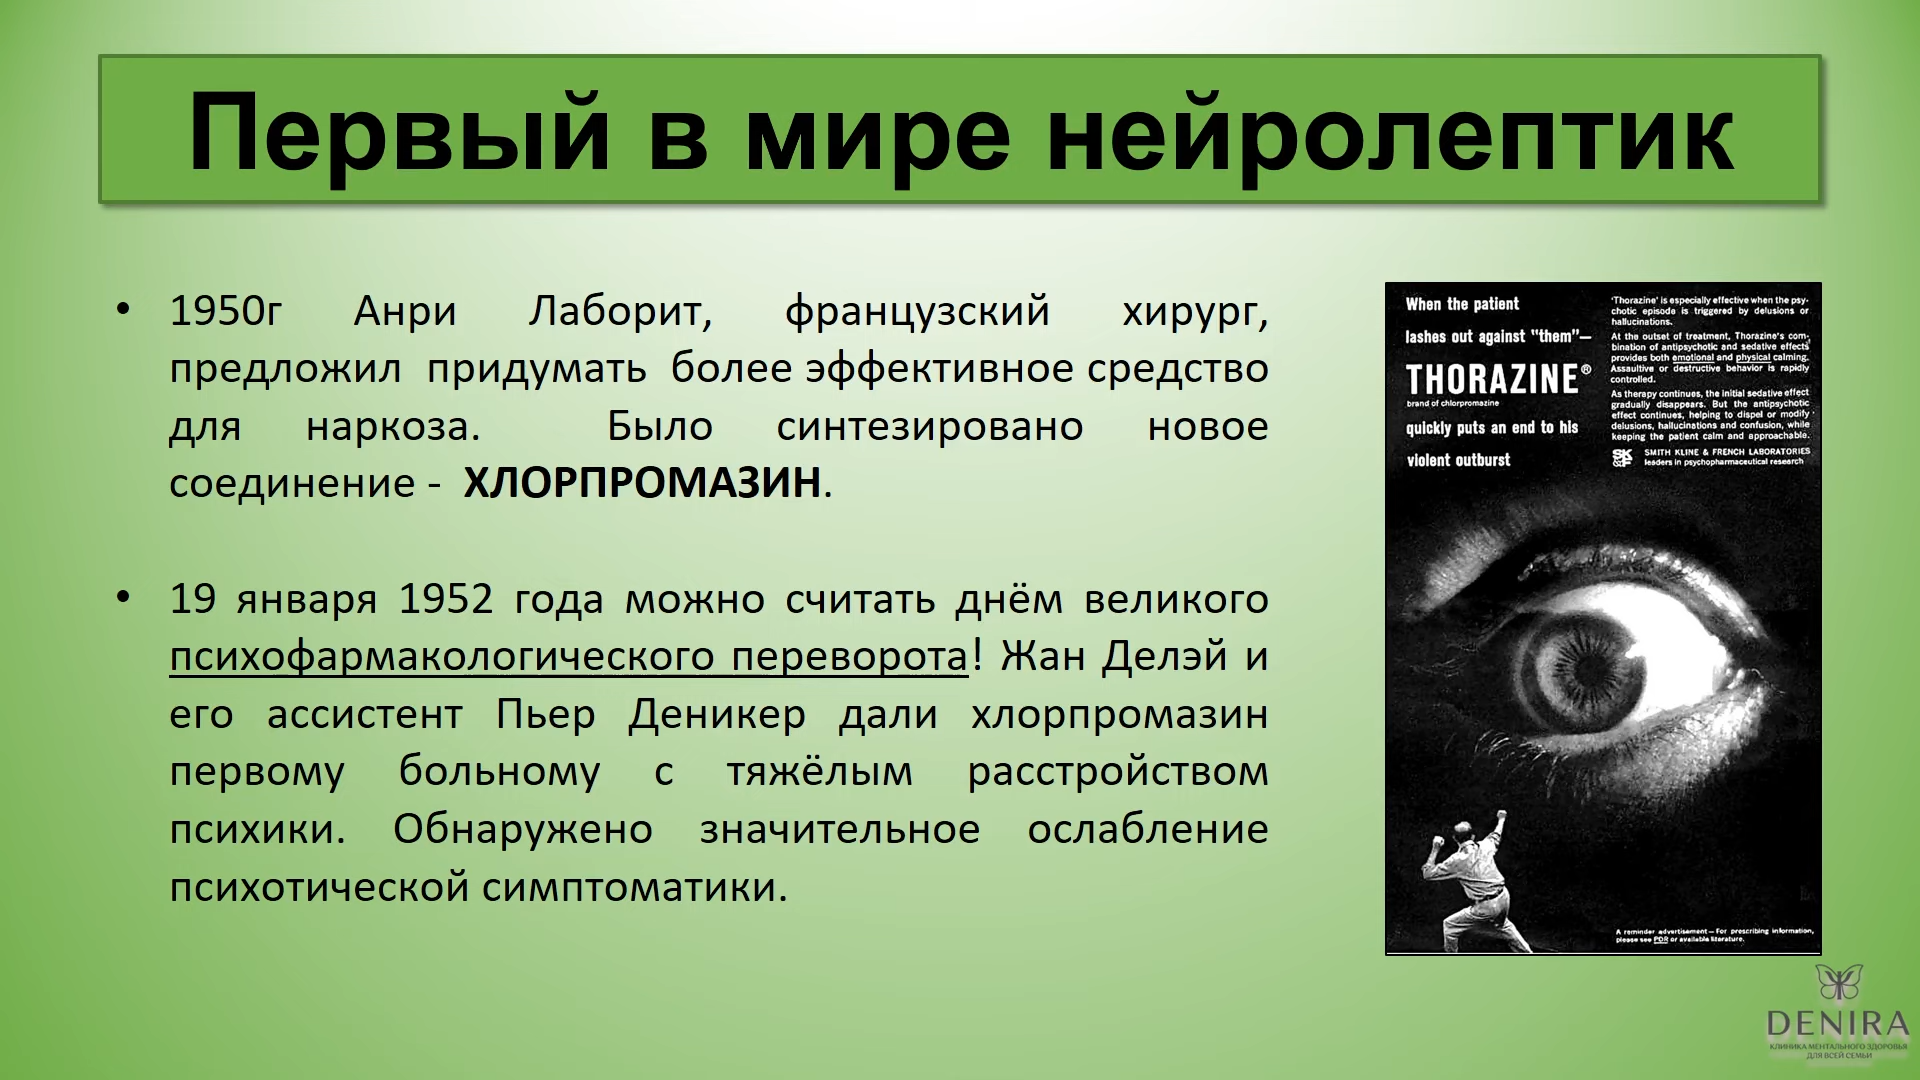 Первый в мире нейролептик
• 1950г Анри Лаборит, французский хирург,
предложил придумать более эффективное средство
для наркоза. Было синтезировано новое
соединение - ХЛОРПРОМАЗИН.
• 19 января 1952 года можно считать днём великого
психофармакологического переворота! Жан Делэй и
его ассистент Пьер Деникер дали хлорпромазин
первому больному с тяжёлым расстройством
психики. Обнаружено значительное ослабление
психотической симптоматики.
When the patient
lashes out against "them"—
THORAZINE®
brand of chlorpromazine
quickly puts an end to his
violent outburst
'Thorazine' is especially effective when the psy-
chotic episode is triggered by delusions or
hallucinations.
At the outset of treatment, Thorazine's com-
bination of antipsychotic and sedative effects
provides both emotional and physical calming.
Assaultive or destructive behavior is rapidly
controlled.
As therapy continues, the initial sedative effect
gradually disappears. But the antipsychotic
effect continues, helping to dispel or modify
delusions, hallucinations and confusion, while
keeping the patient calm and approachable.
SK&F
SMITH KLINE & FRENCH LABORATORIES
leaders in psychopharmaceutical research
A reminder advertisement—For prescribing information,
please see PDR or available literature.
DENIRA
КЛИНИКА МЕНТАЛЬНОГО ЗДОРОВЬЯ
ДЛЯ ВСЕЙ СЕМЬИ